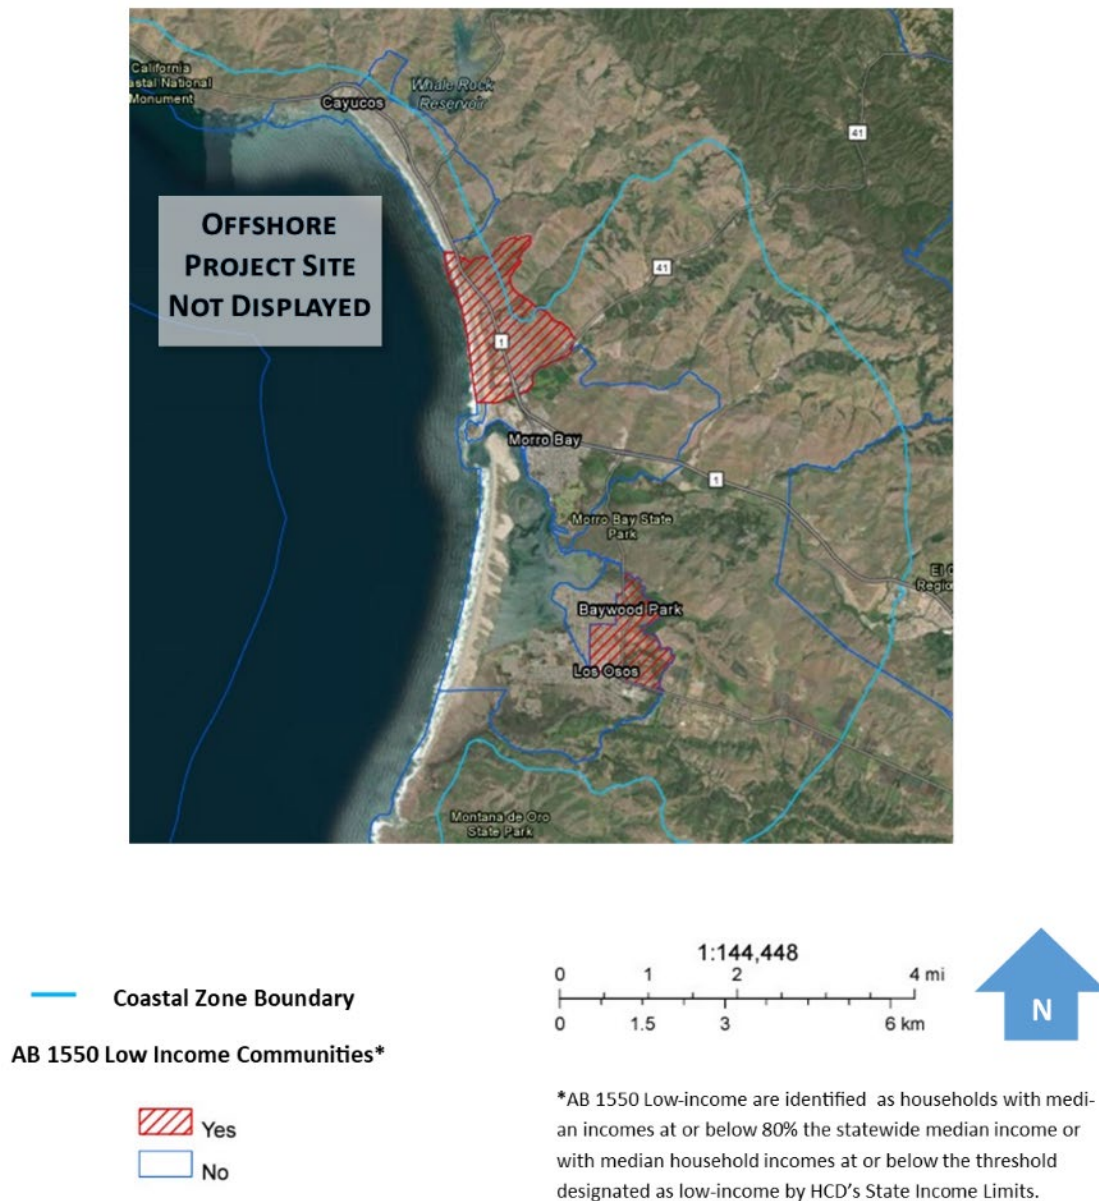 California
astal National
Monument
Whale Rock
Reservoir
Cayucos
41
OFFSHORE
PROJECT SITE
NOT DISPLAYED
41
1
Morro Bay
1
Morro Bay State
Park
El C
Regio
Baywood Park
Los Osos
Montana de Oro
State Park
Coastal Zone Boundary
AB 1550 Low Income Communities*
Yes
No
1:144,448
0 1 2 4 mi
0 1.5 3 6 km
N
*AB 1550 Low-income are identified as households with medi-
an incomes at or below 80% the statewide median income or
with median household incomes at or below the threshold
designated as low-income by HCD's State Income Limits.